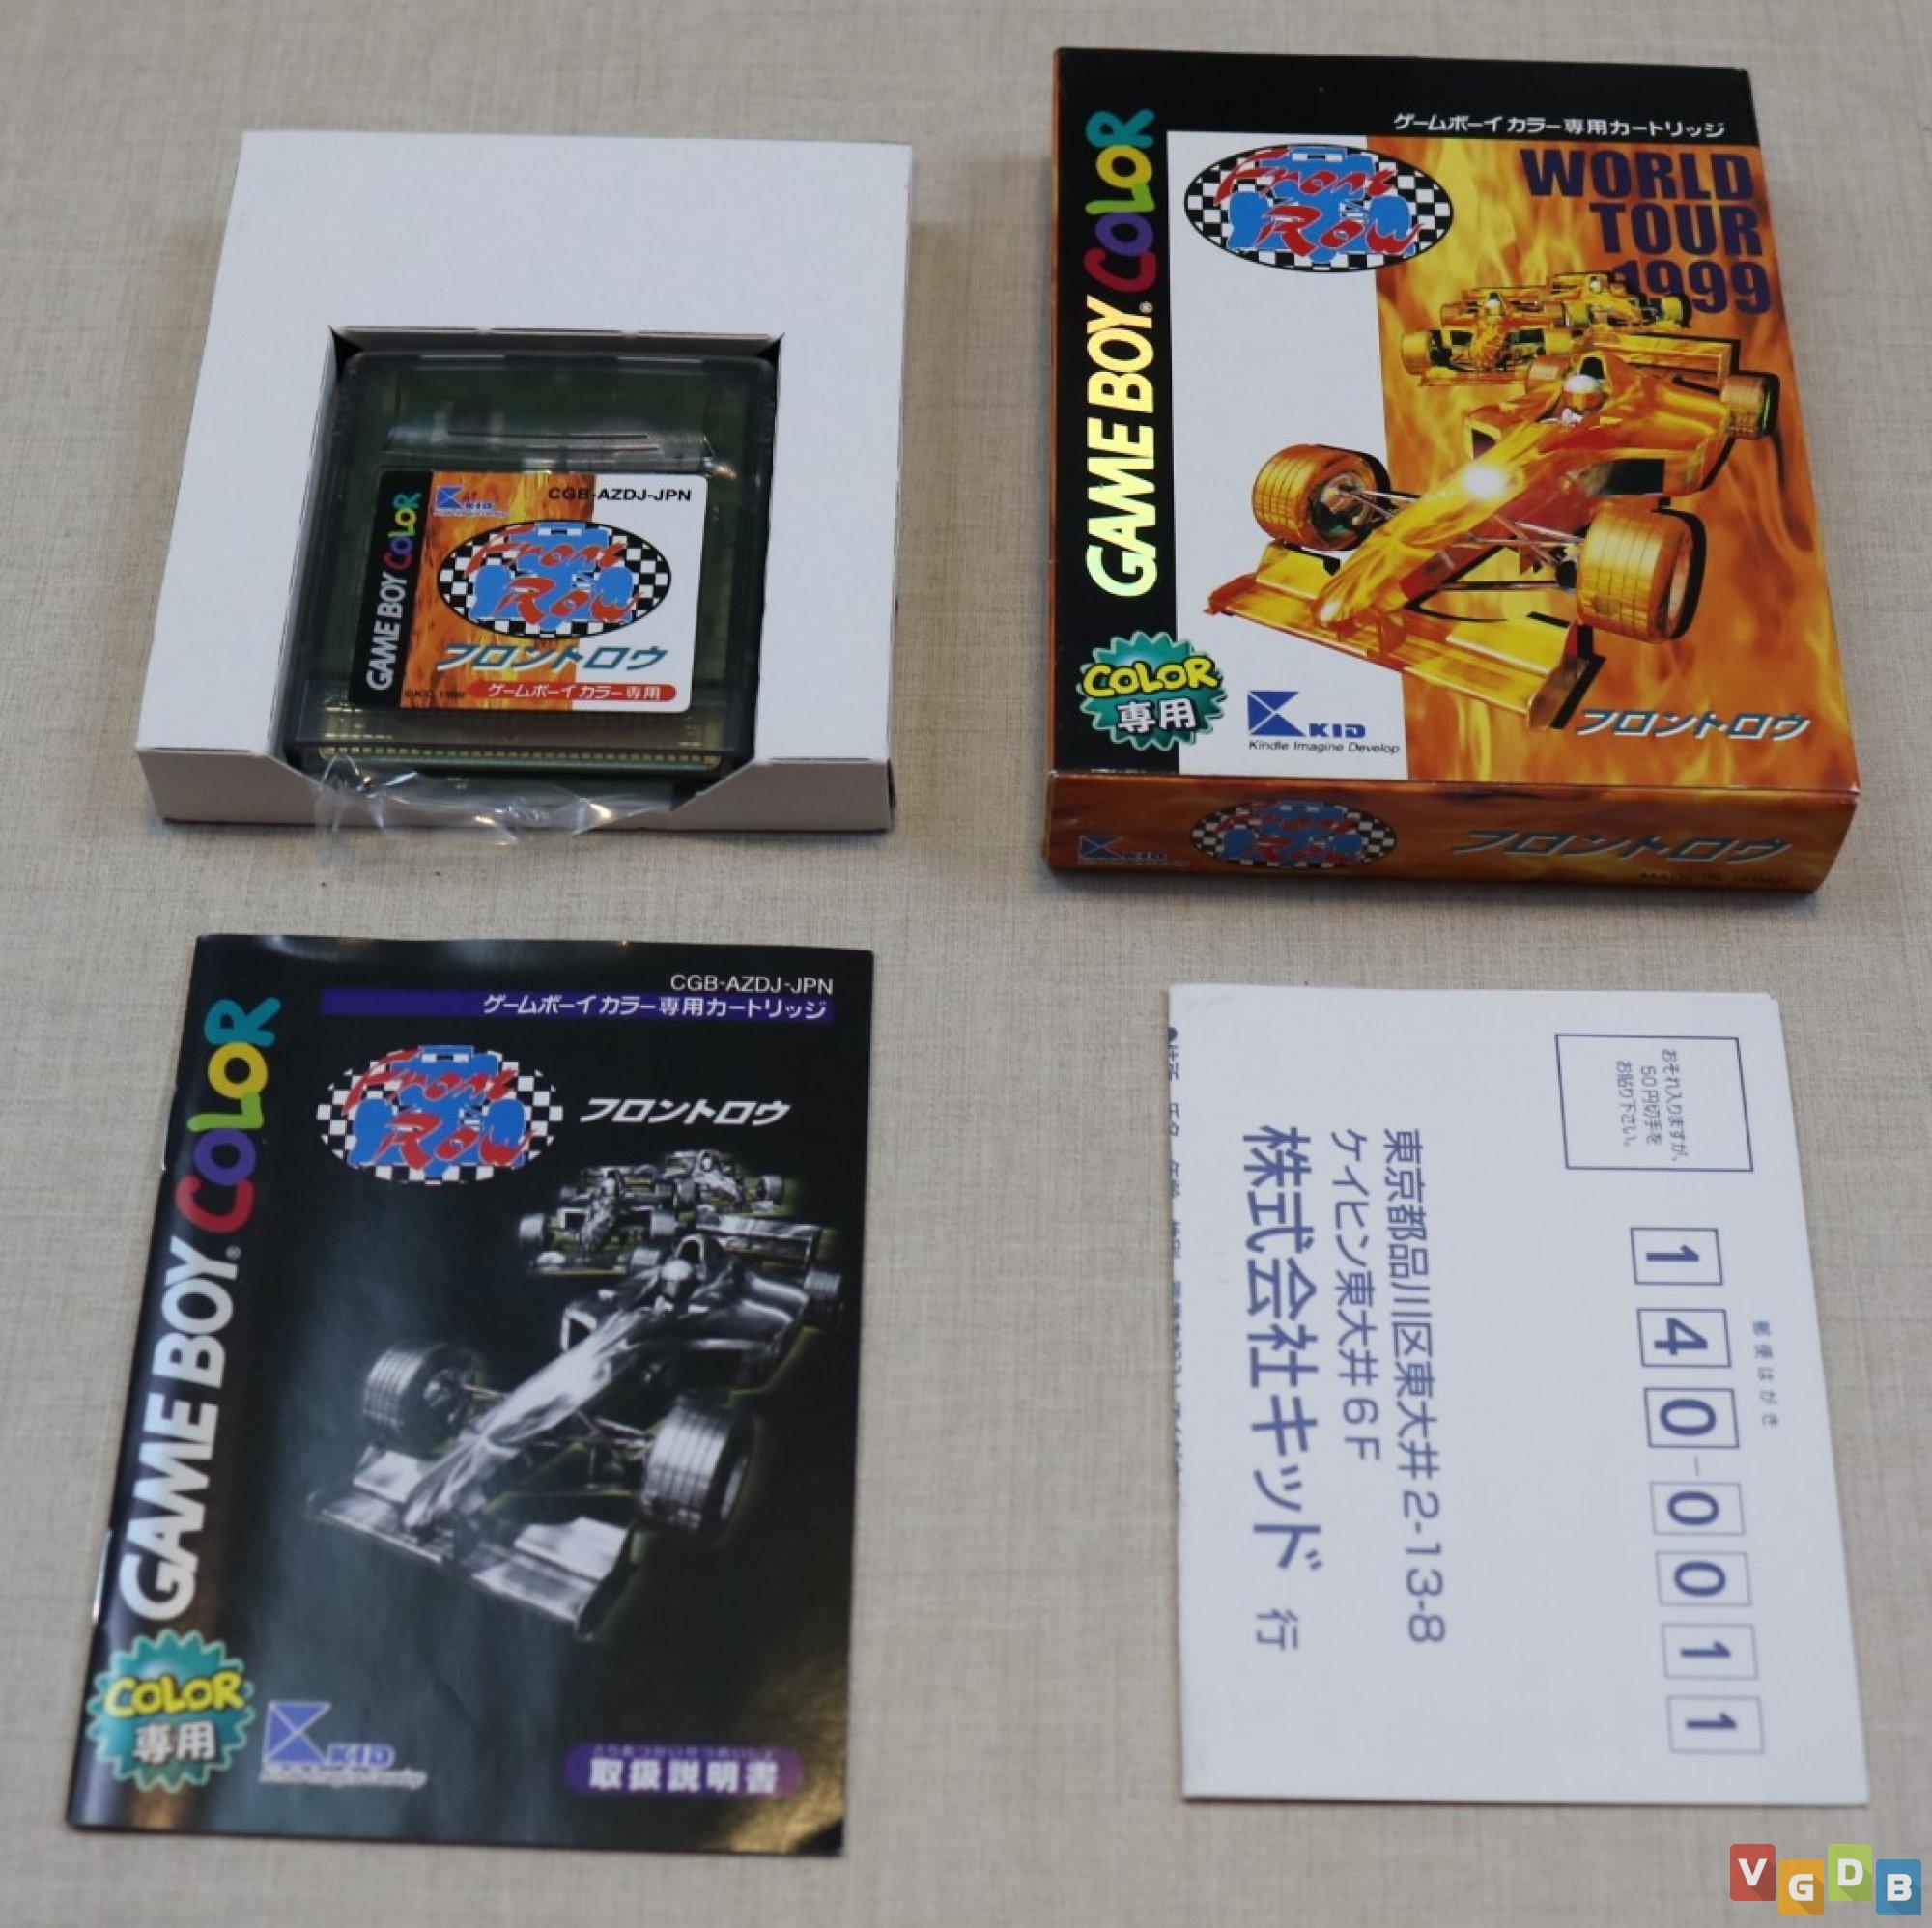 CGB-AZDJ-JPN
KID
GAME BOY COLOR
Front
Row
フロントロウ
ゲームボーイカラー専用
ゲームボーイ カラー専用カートリッジ
GAME BOY COLOR
Front
Row
WORLD
TOUR
1999
COLOR
専用
KID
Kindle Imagine Develop
フロントロウ
KID
Front
Row
フロントロウ
MADE IN JAPAN
CGB-AZDJ-JPN
ゲームボーイ カラー専用カートリッジ
GAME BOY COLOR
Front
Row
フロントロウ
COLOR
専用
KID
取扱説明書
郵便はがき
140-0011
おそれ入りますが、
50円切手を
お貼り下さい。
東京都品川区東大井2-13-8
ケイヒン東大井6F
株式会社キッド 行
VGDB